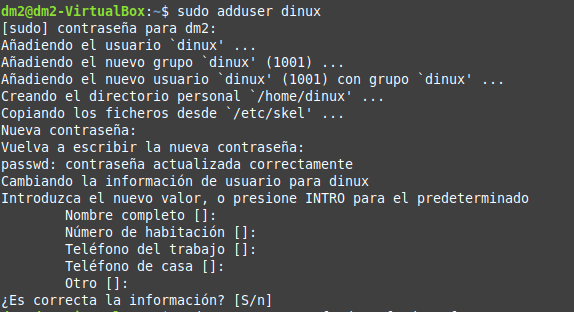 dm2@dm2-VirtualBox:~$ sudo adduser dinux
[sudo] contraseña para dm2:
Añadiendo el usuario `dinux' ...
Añadiendo el nuevo grupo `dinux' (1001) ...
Añadiendo el nuevo usuario `dinux' (1001) con grupo `dinux' ...
Creando el directorio personal `/home/dinux' ...
Copiando los ficheros desde `/etc/skel' ...
Nueva contraseña:
Vuelva a escribir la nueva contraseña:
passwd: contraseña actualizada correctamente
Cambiando la información de usuario para dinux
Introduzca el nuevo valor, o presione INTRO para el predeterminado
        Nombre completo []:
        Número de habitación []:
        Teléfono del trabajo []:
        Teléfono de casa []:
        Otro []:
¿Es correcta la información? [S/n]